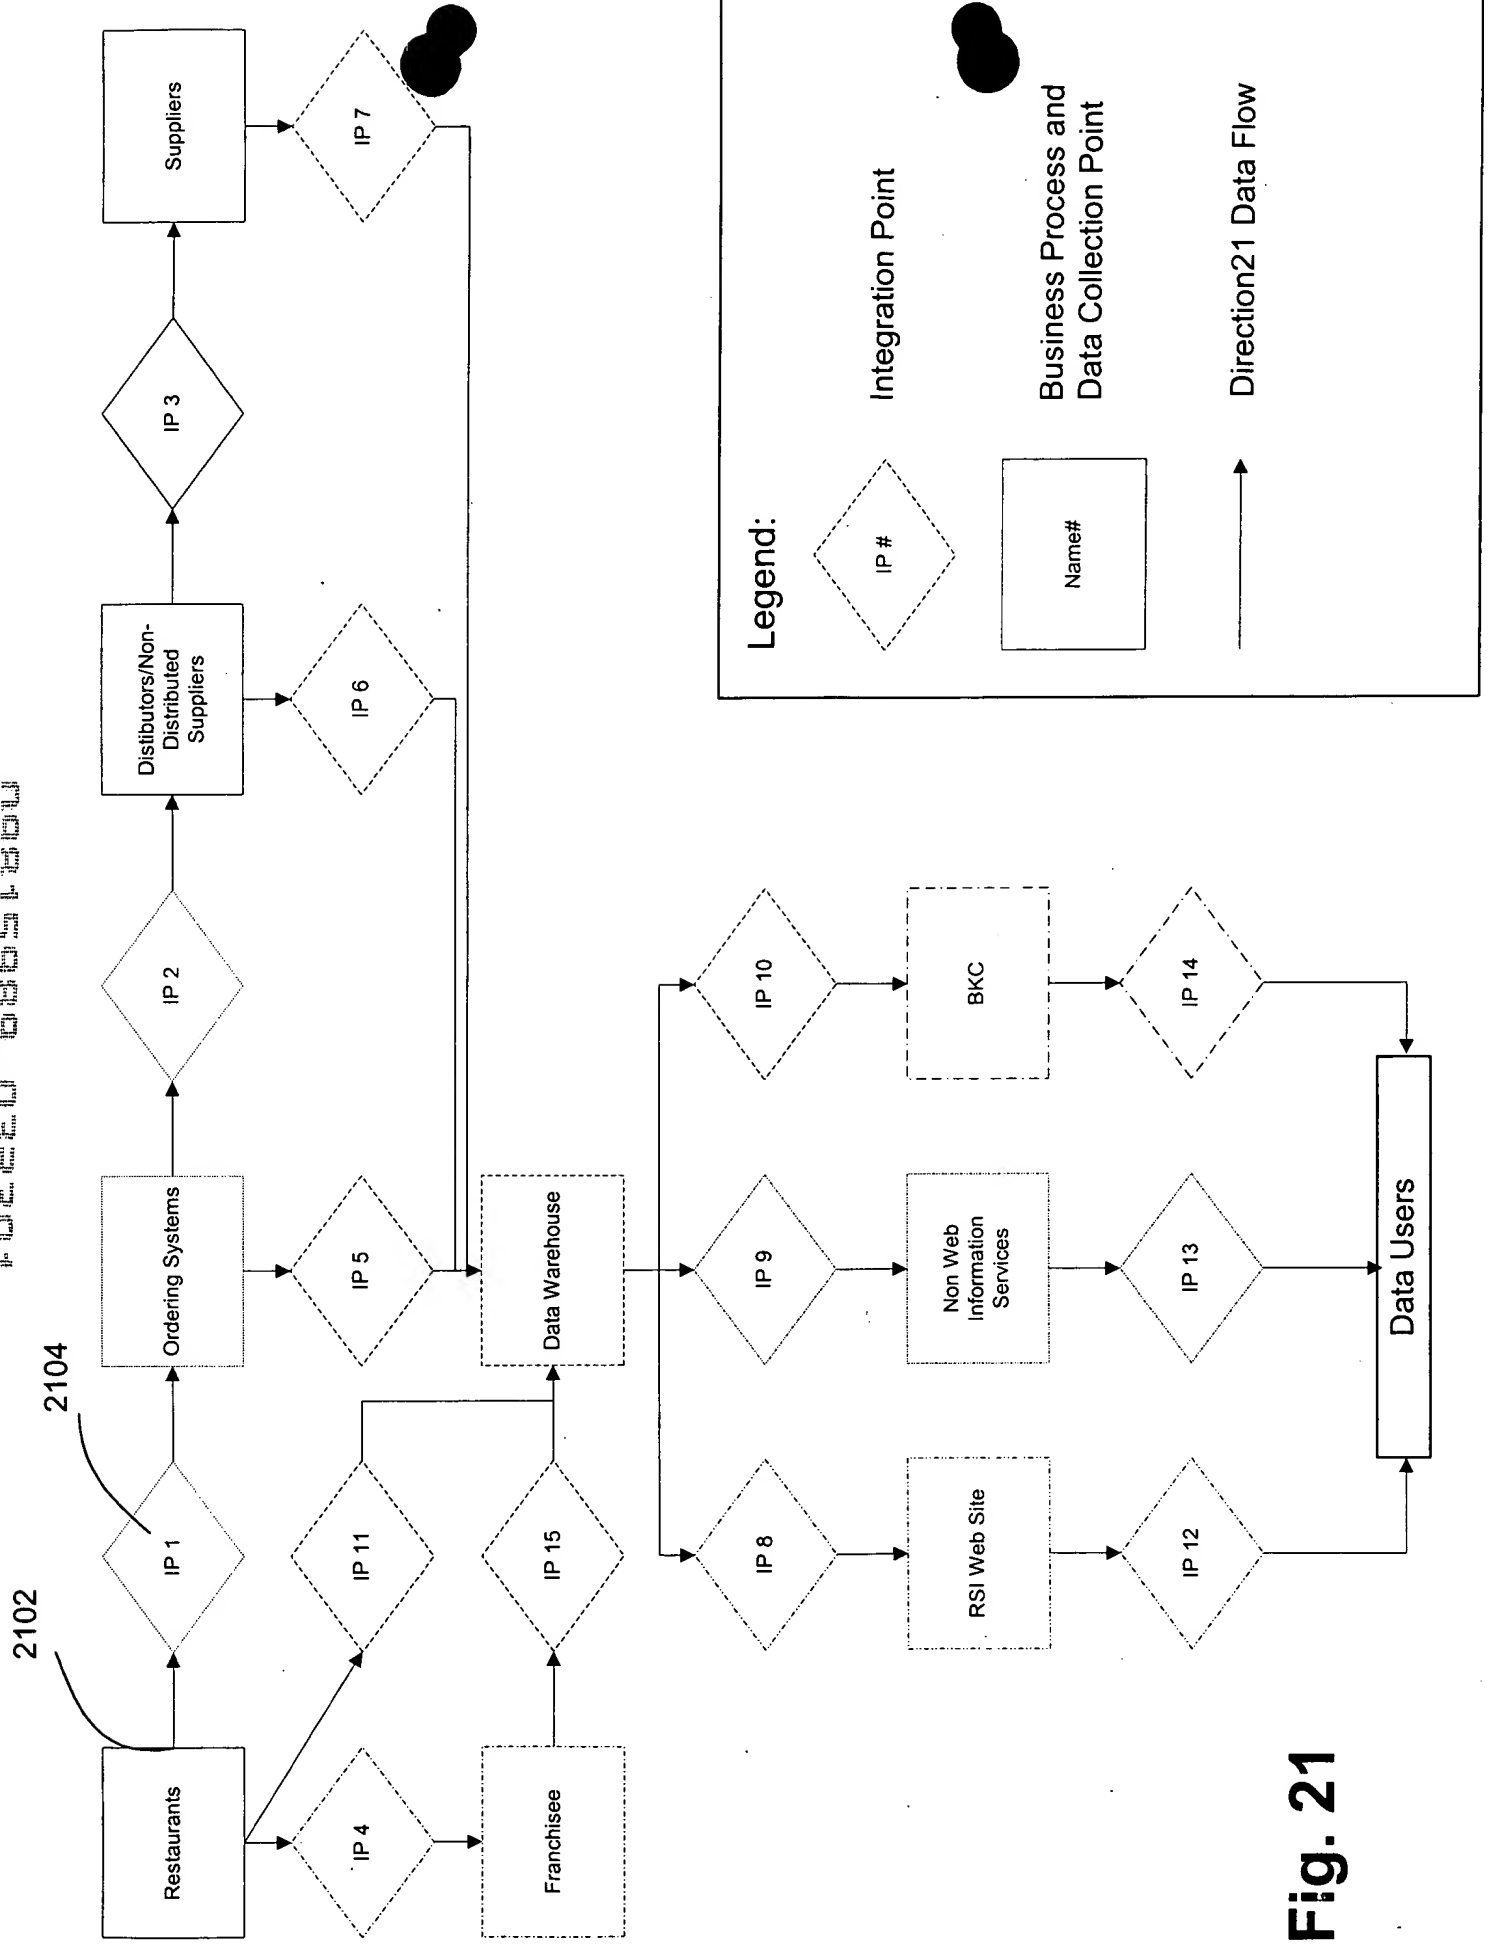 2102
2104
Restaurants
IP 1
Ordering Systems
IP 2
Distibutors/Non-
Distributed
Suppliers
IP 3
Suppliers
IP 4
IP 11
IP 5
IP 6
IP 7
Franchisee
IP 15
Data Warehouse
IP 8
IP 9
IP 10
RSI Web Site
Non Web
Information
Services
BKC
IP 12
IP 13
IP 14
Data Users
Legend:
IP #
Integration Point
Name#
Business Process and
Data Collection Point
Direction21 Data Flow
Fig. 21